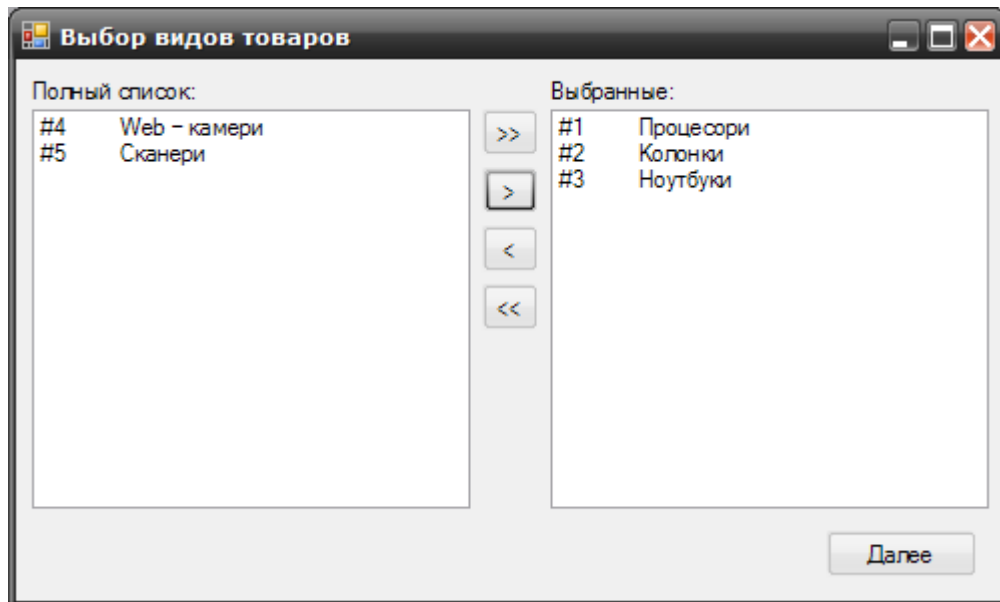 Выбор видов товаров
Полный список:
#4 Web - камери
#5 Сканери
>>
>
<
<<
Выбранные:
#1 Процесори
#2 Колонки
#3 Ноутбуки
Далее